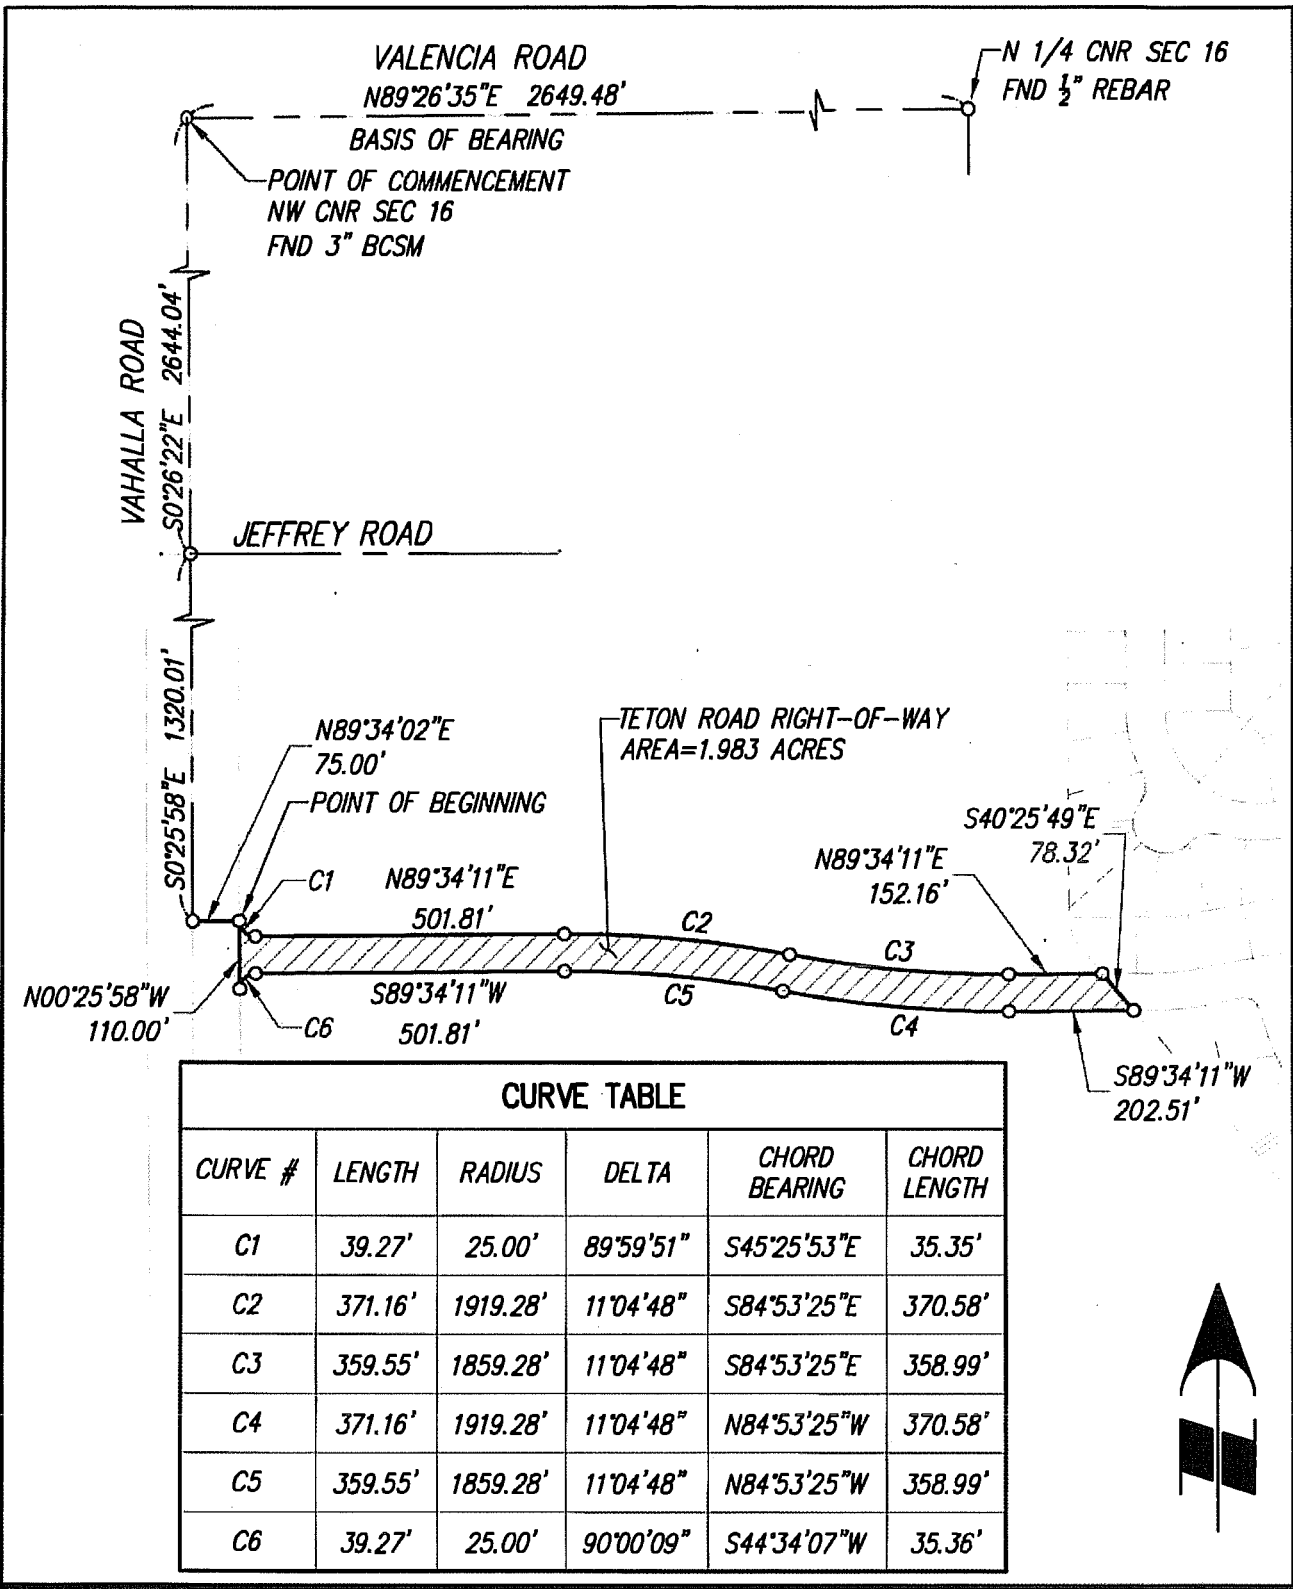 VALENCIA ROAD
N89°26'35"E 2649.48'
BASIS OF BEARING
N 1/4 CNR SEC 16
FND 1/2" REBAR
POINT OF COMMENCEMENT
NW CNR SEC 16
FND 3" BCSM
VAHALLA ROAD
S0°26'22"E 2644.04'
JEFFREY ROAD
S0°25'58"E 1320.01'
N89°34'02"E
75.00'
POINT OF BEGINNING
TETON ROAD RIGHT-OF-WAY
AREA=1.983 ACRES
C1
N89°34'11"E
501.81'
C2
C3
N89°34'11"E
152.16'
S40°25'49"E
78.32'
N00°25'58"W
110.00'
C6
S89°34'11"W
501.81'
C5
C4
S89°34'11"W
202.51'
CURVE TABLE
CURVE # LENGTH RADIUS DELTA CHORD BEARING CHORD LENGTH
C1 39.27' 25.00' 89°59'51" S45°25'53"E 35.35'
C2 371.16' 1919.28' 11°04'48" S84°53'25"E 370.58'
C3 359.55' 1859.28' 11°04'48" S84°53'25"E 358.99'
C4 371.16' 1919.28' 11°04'48" N84°53'25"W 370.58'
C5 359.55' 1859.28' 11°04'48" N84°53'25"W 358.99'
C6 39.27' 25.00' 90°00'09" S44°34'07"W 35.36'